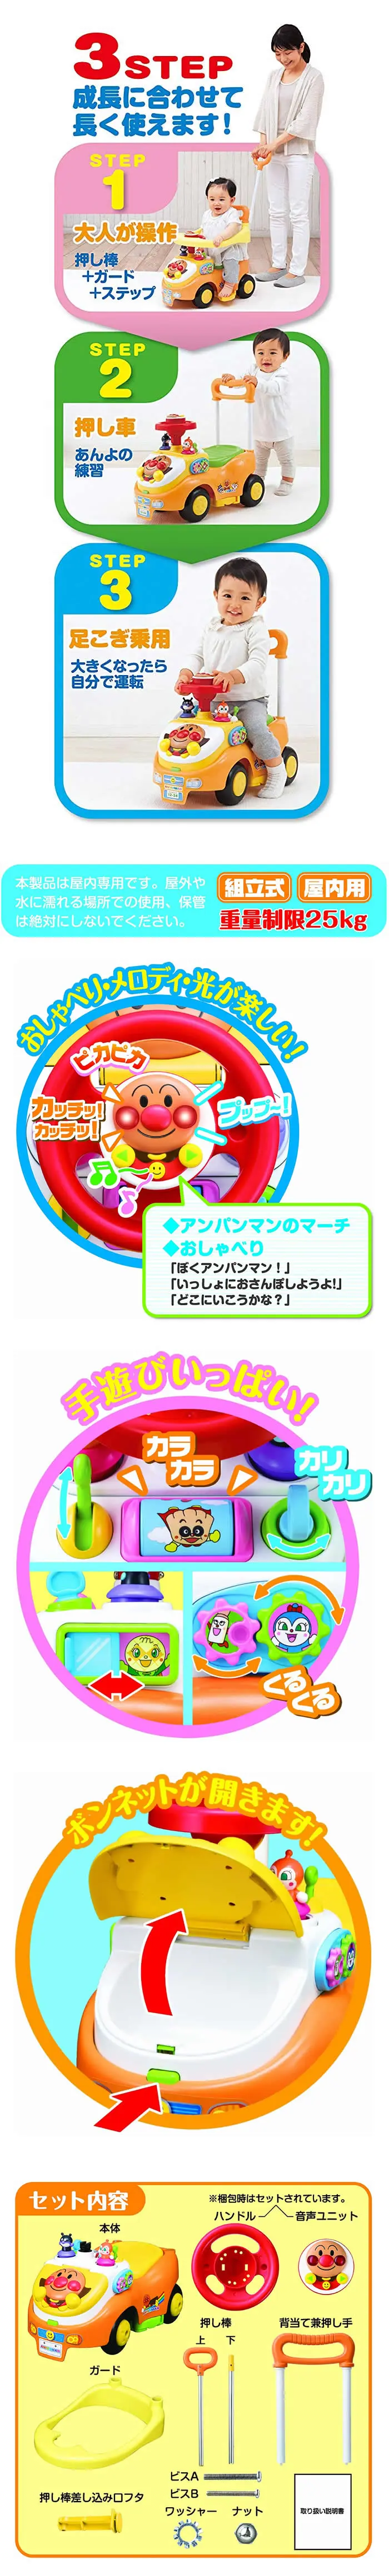 3STEP
成長に合わせて
長く使えます!
STEP
1
大人が操作
押し棒
+ガード
+ステップ
STEP
2
押し車
あんよの
練習
STEP
3
足こぎ乗用
大きくなったら
自分で運転
本製品は屋内専用です。屋外や
水に濡れる場所での使用、保管
は絶対にしないでください。
組立式 屋内用
重量制限25kg
おしゃべり・メロディ・光が楽しい!
ピカピカ
カッチッ!
カッチッ!
プップ〜!
◆アンパンマンのマーチ
◆おしゃべり
「ぼくアンパンマン!」
「いっしょにおさんぽしようよ!」
「どこにいこうかな?」
手遊びいっぱい!
カラ
カラ
カリ
カリ
くるくる
ボンネットが開きます!
セット内容
※梱包時はセットされています。
ハンドル 音声ユニット
本体
押し棒
上 下
背当て兼押し手
ガード
押し棒差し込み口フタ
ビスA
ビスB
ワッシャー ナット
取り扱い説明書